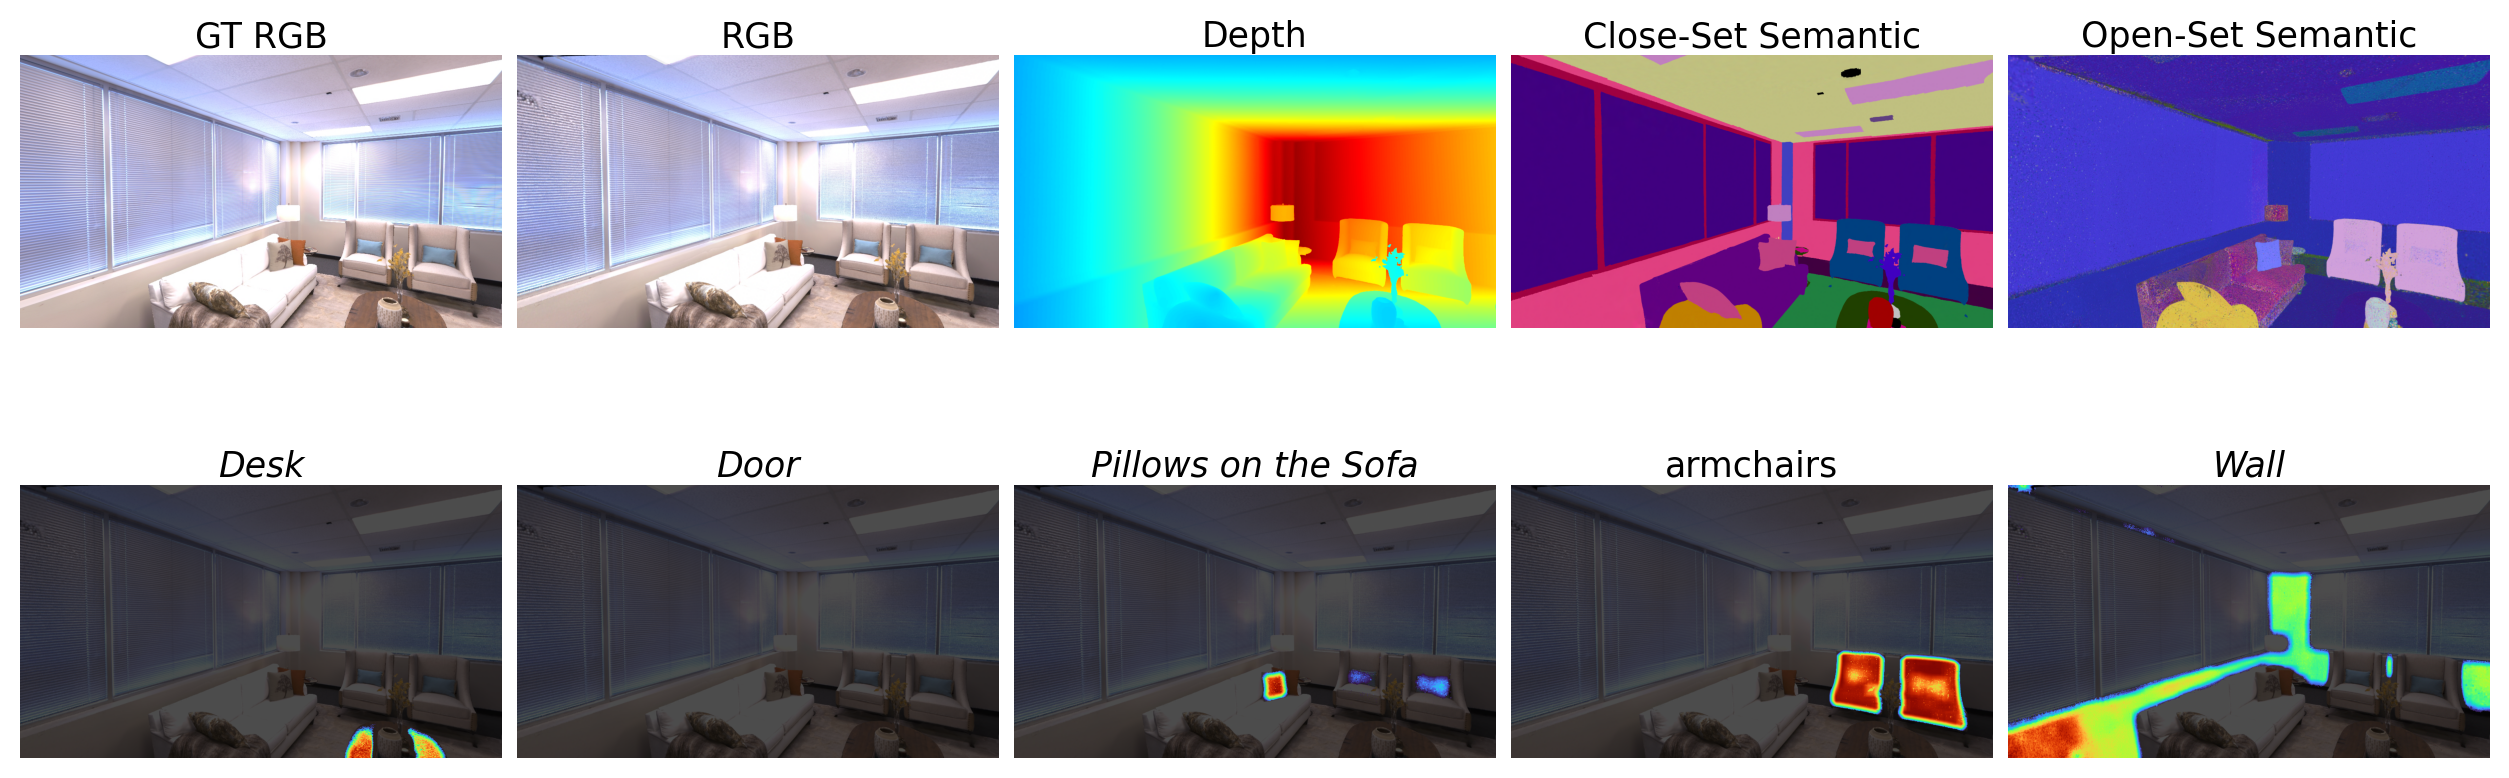 GT RGB
RGB
Depth
Close-Set Semantic
Open-Set Semantic
Desk
Door
Pillows on the Sofa
armchairs
Wall